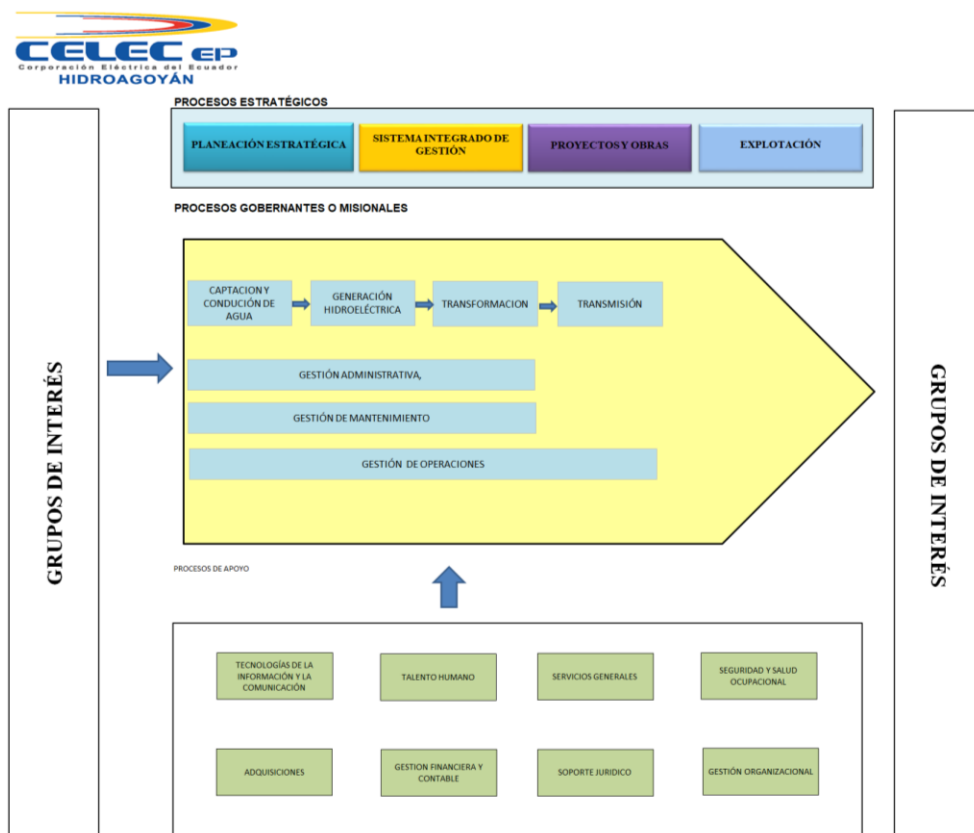 CELEC EP
Corporación Eléctrica del Ecuador
HIDROAGOYÁN
PROCESOS ESTRATÉGICOS
PLANEACIÓN ESTRATÉGICA
SISTEMA INTEGRADO DE
GESTIÓN
PROYECTOS Y OBRAS
EXPLOTACIÓN
PROCESOS GOBERNANTES O MISIONALES
GRUPOS DE INTERÉS
CAPTACION Y
CONDUCIÓN DE
AGUA
GENERACIÓN
HIDROELÉCTRICA
TRANSFORMACION
TRANSMISIÓN
GESTIÓN ADMINISTRATIVA,
GESTIÓN DE MANTENIMIENTO
GESTIÓN DE OPERACIONES
GRUPOS DE INTERÉS
PROCESOS DE APOYO
TECNOLOGÍAS DE LA
INFORMACIÓN Y LA
COMUNICACIÓN
TALENTO HUMANO
SERVICIOS GENERALES
SEGURIDAD Y SALUD
OCUPACIONAL
ADQUISICIONES
GESTION FINANCIERA Y
CONTABLE
SOPORTE JURIDICO
GESTIÓN ORGANIZACIONAL